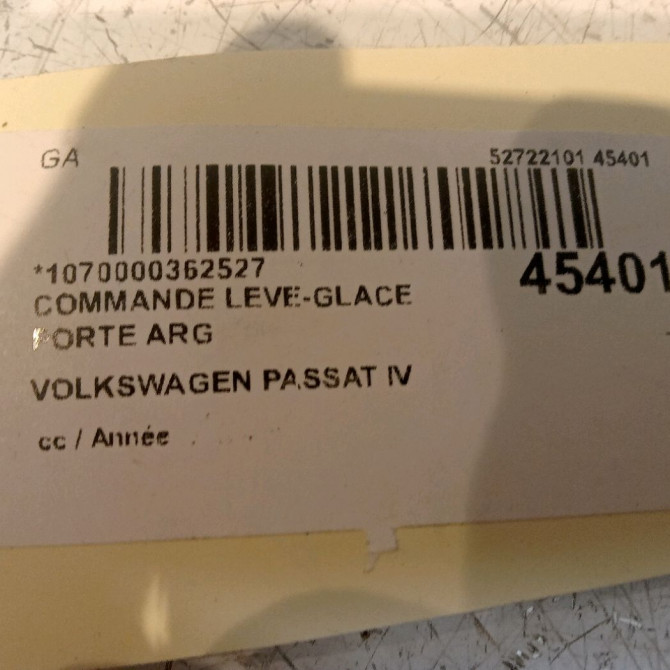 GA
52722101 45401
*1070000362527
45401
COMMANDE LEVE-GLACE
PORTE ARG
VOLKSWAGEN PASSAT IV
cc / Année